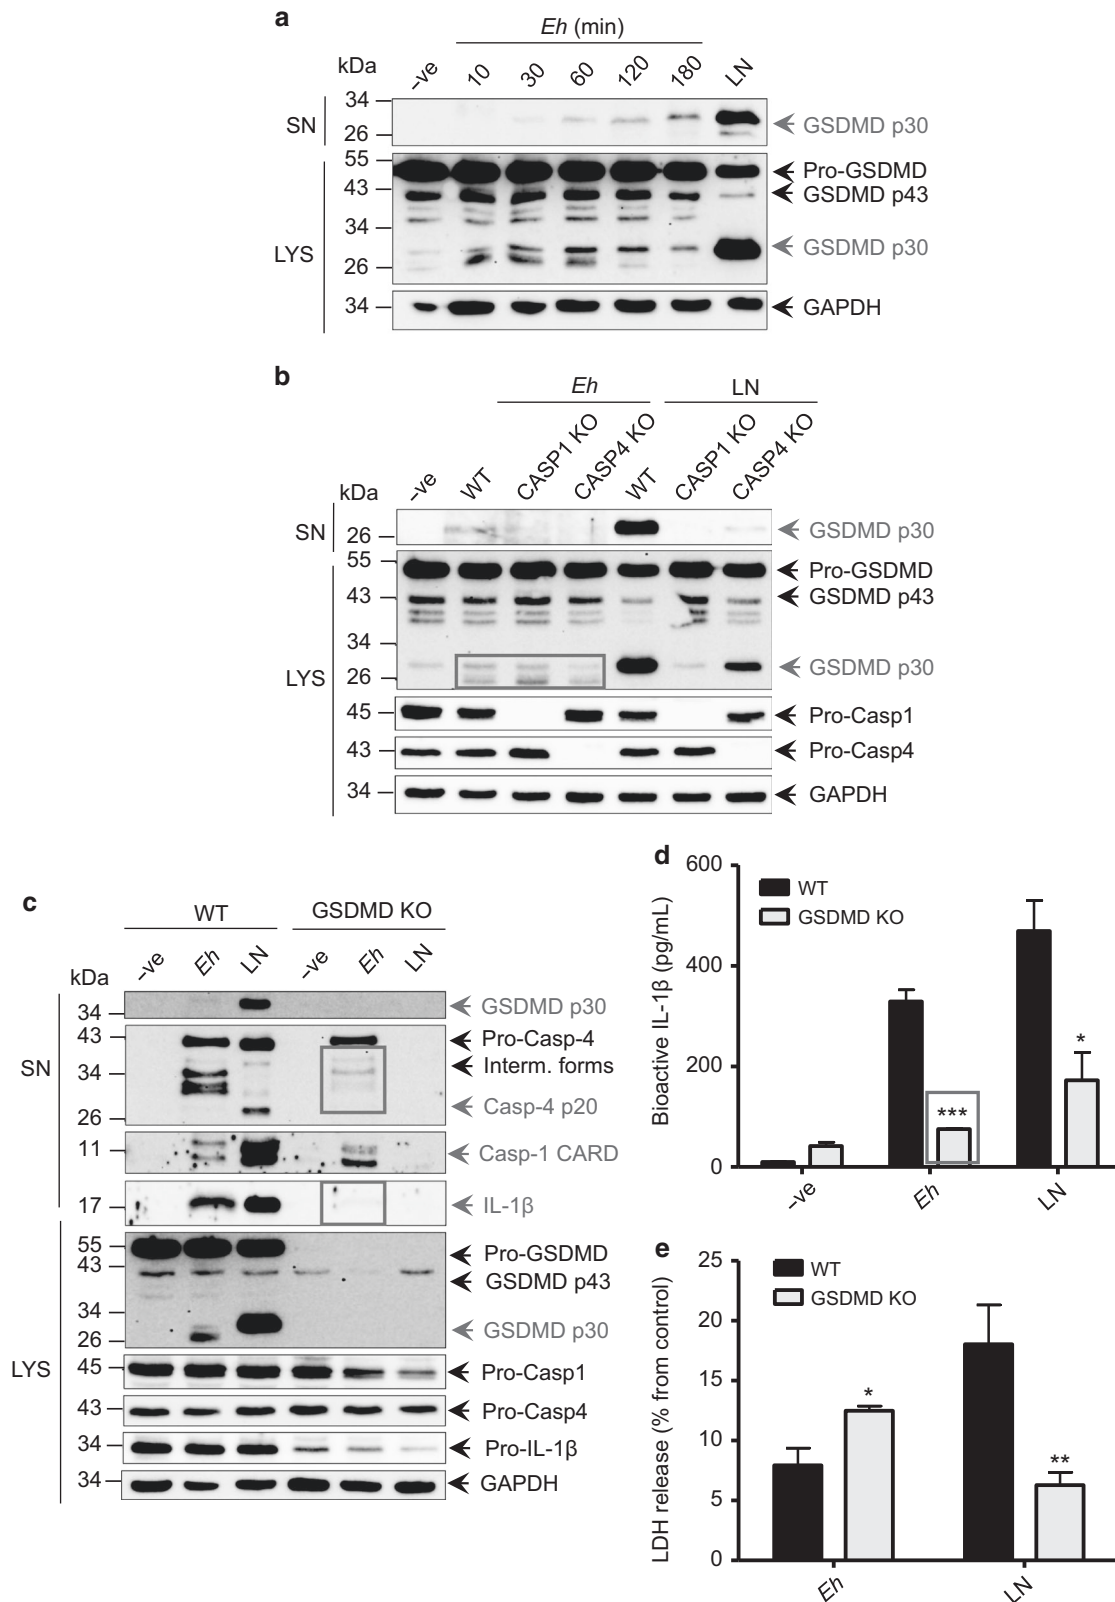 a
Eh (min)
kDa –ve 10 30 60 120 180 LN
34
SN GSDMD p30
26
55 Pro-GSDMD
43 GSDMD p43
34
LYS GSDMD p30
26
34 GAPDH
b
Eh LN
kDa –ve WT CASP1 KO CASP4 KO WT CASP1 KO CASP4 KO
SN 26 GSDMD p30
55 Pro-GSDMD
43 GSDMD p43
34
LYS GSDMD p30
26
45 Pro-Casp1
43 Pro-Casp4
34 GAPDH
c
WT GSDMD KO
kDa –ve Eh LN –ve Eh LN
34 GSDMD p30
43 Pro-Casp-4
SN Interm. forms
34
Casp-4 p20
26
11 Casp-1 CARD
17 IL-1β
55 Pro-GSDMD
43 GSDMD p43
34
GSDMD p30
26
LYS 45 Pro-Casp1
43 Pro-Casp4
34 Pro-IL-1β
34 GAPDH
d
Bioactive IL-1β (pg/mL)
600
400
200
0
WT
GSDMD KO
***
*
–ve Eh LN
e
LDH release (% from control)
25
20
15
10
5
0
WT
GSDMD KO
*
**
Eh LN